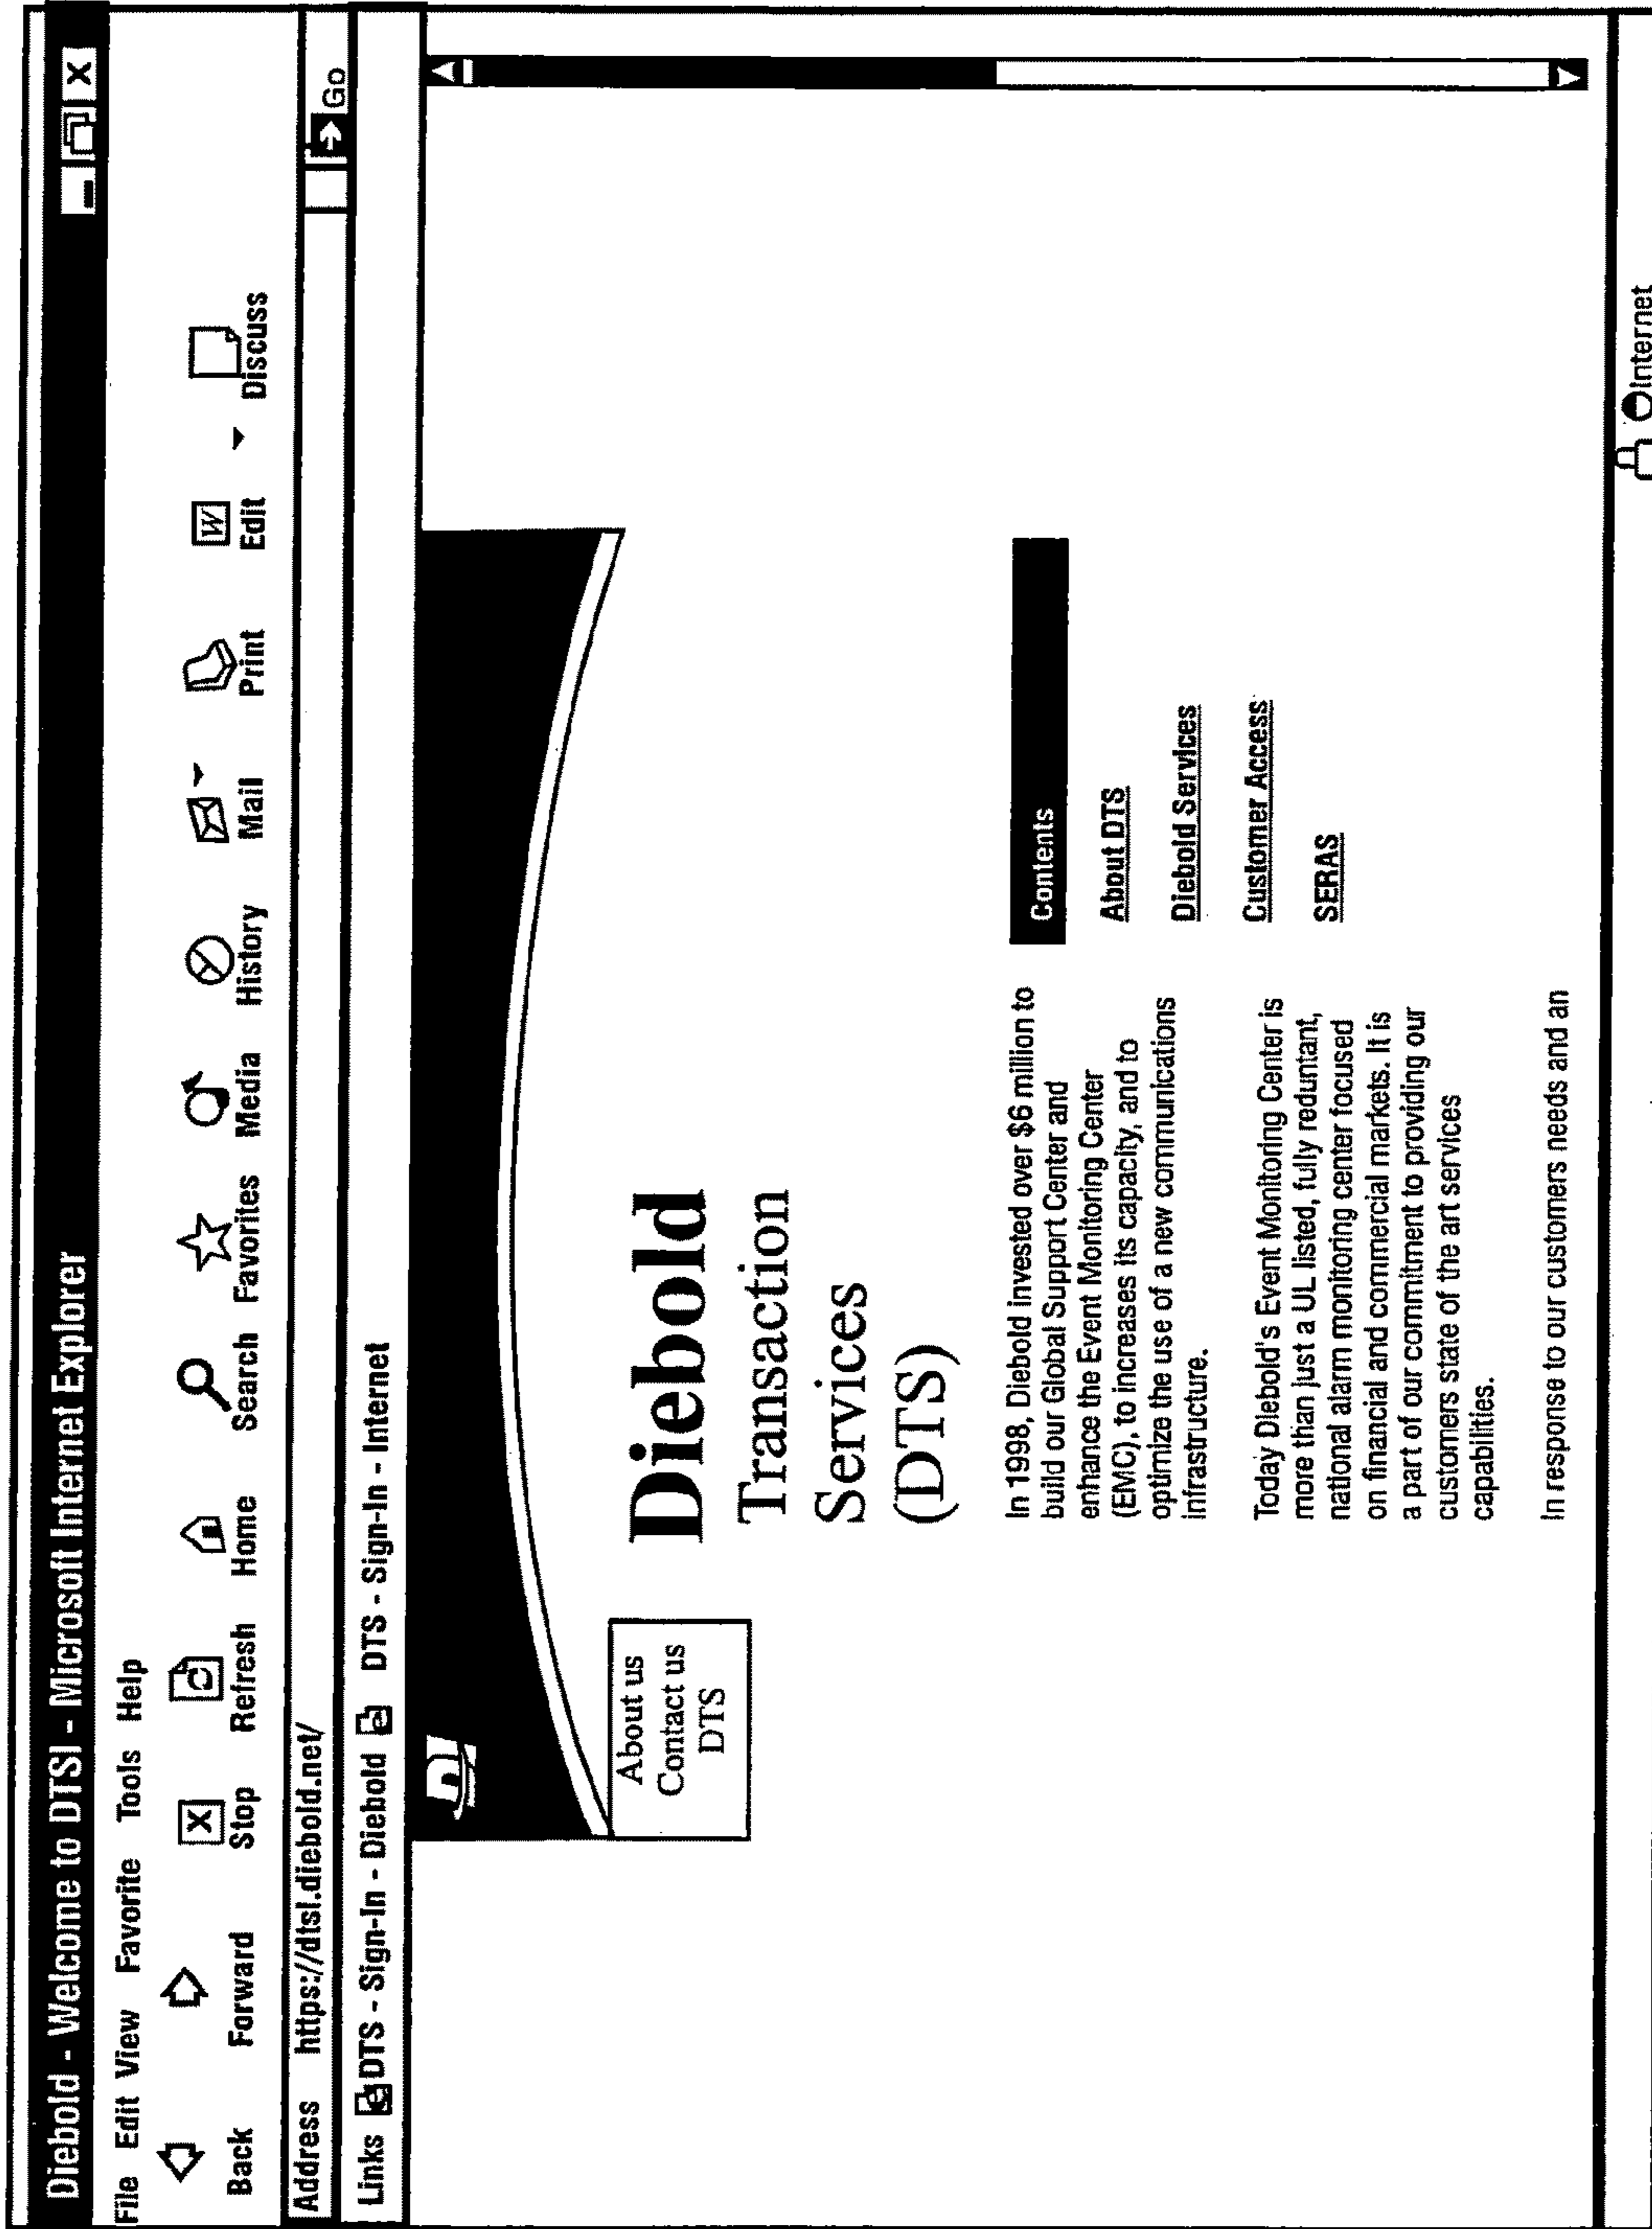 Diebold - Welcome to DTSI - Microsoft Internet Explorer
File Edit View Favorite Tools Help
Back Forward Stop Refresh Home Search Favorites Media History Mail Print Edit Discuss
Address https://dtsl.diebold.net/ Go
Links DTS - Sign-In - Diebold DTS - Sign-In - Internet
About us
Contact us
DTS
Diebold
Transaction
Services
(DTS)
In 1998, Diebold invested over $6 million to
build our Global Support Center and
enhance the Event Monitoring Center
(EMC), to increases its capacity, and to
optimize the use of a new communications
infrastructure.
Today Diebold's Event Monitoring Center is
more than just a UL listed, fully reduntant,
national alarm monitoring center focused
on financial and commercial markets. It is
a part of our commitment to providing our
customers state of the art services
capabilities.
In response to our customers needs and an
Contents
About DTS
Diebold Services
Customer Access
SERAS
Internet